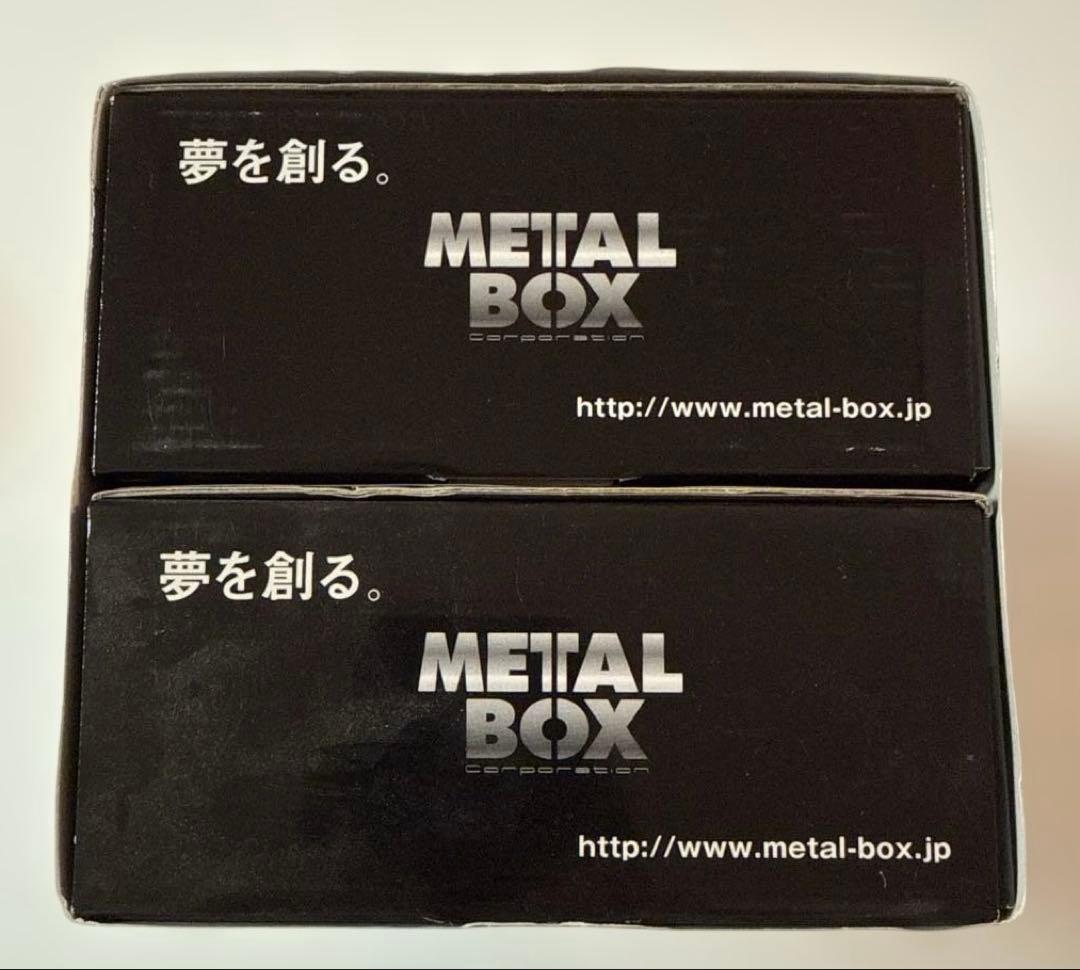 夢を創る。
METAL
BOX
Corporation
http://www.metal-box.jp
夢を創る。
METAL
BOX
Corporation
http://www.metal-box.jp